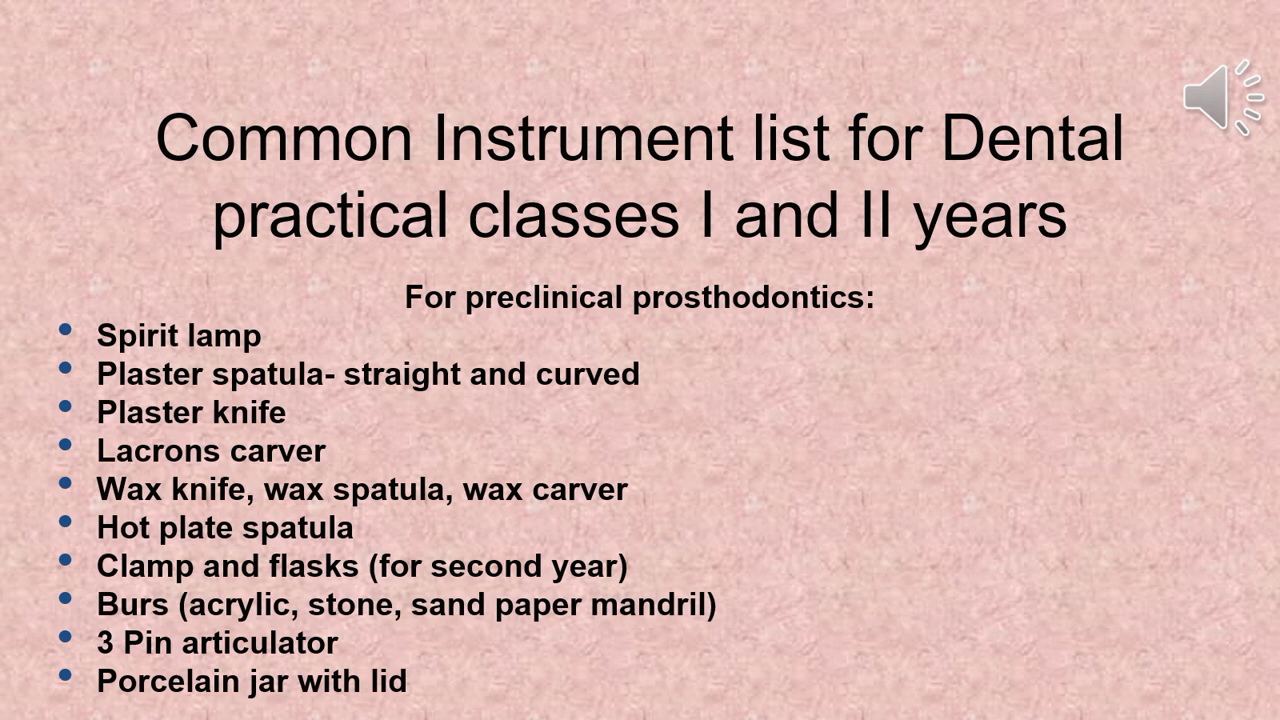 Common Instrument list for Dental
practical classes I and II years
For preclinical prosthodontics:
• Spirit lamp
• Plaster spatula- straight and curved
• Plaster knife
• Lacrons carver
• Wax knife, wax spatula, wax carver
• Hot plate spatula
• Clamp and flasks (for second year)
• Burs (acrylic, stone, sand paper mandril)
• 3 Pin articulator
• Porcelain jar with lid